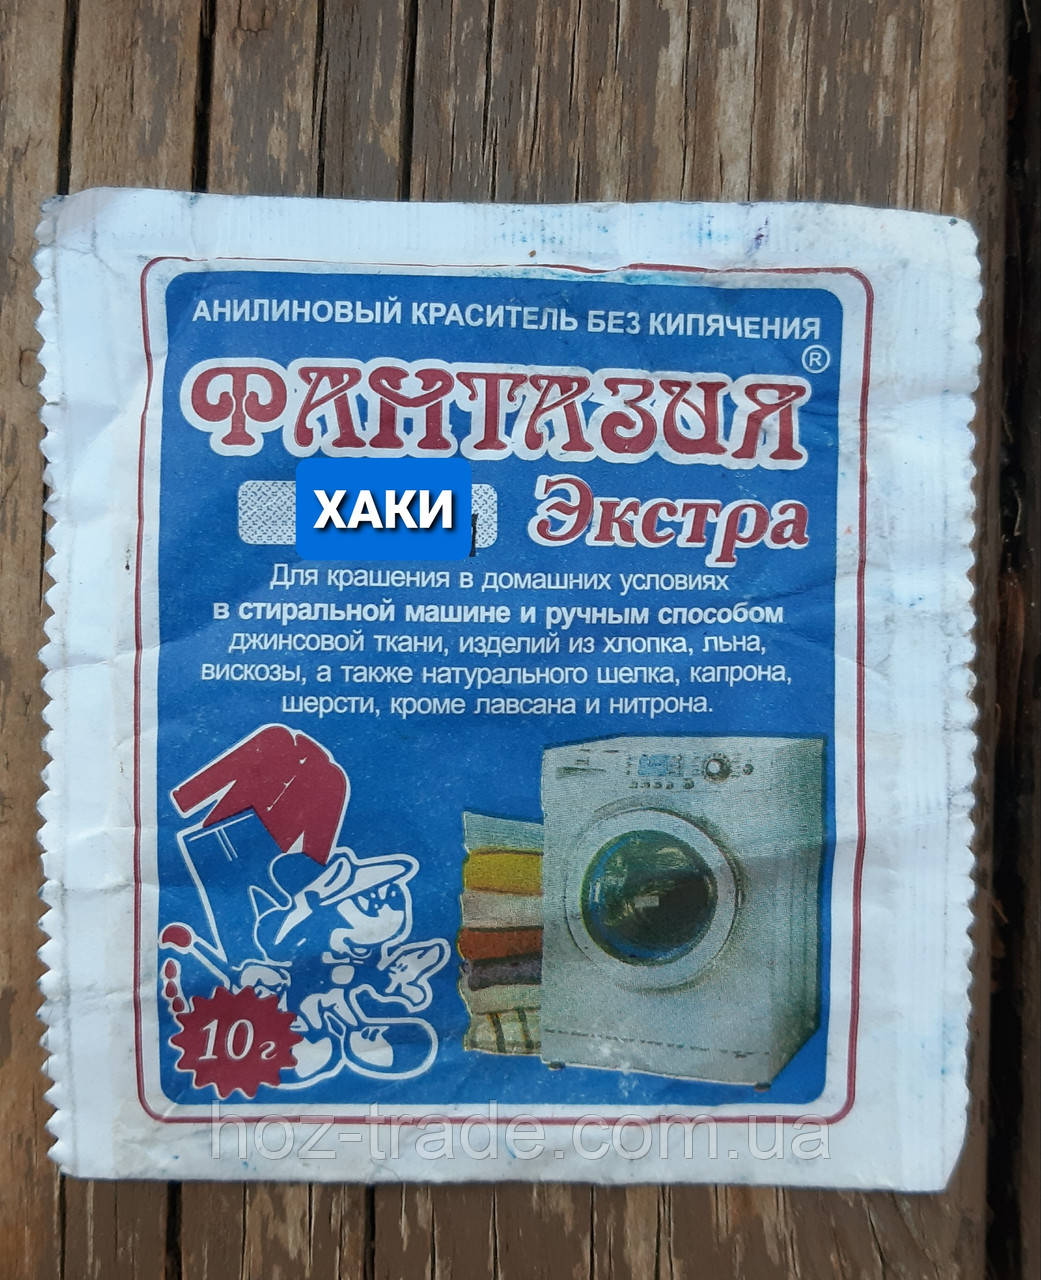 АНИЛИНОВЫЙ КРАСИТЕЛЬ БЕЗ КИПЯЧЕНИЯ
ФАНТАЗИЯ®
ХАКИ
Экстра
Для крашения в домашних условиях
в стиральной машине и ручным способом
джинсовой ткани, изделий из хлопка, льна,
вискозы, а также натурального шелка, капрона,
шерсти, кроме лавсана и нитрона.
10 г
hoz-trade.com.ua